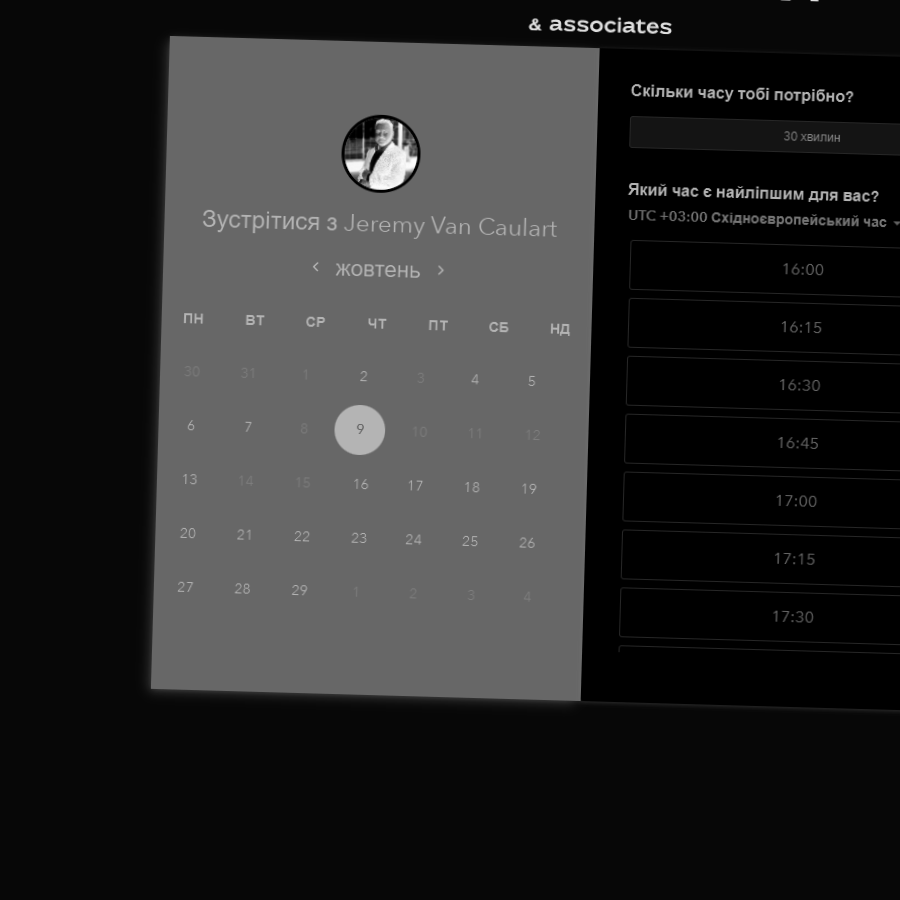 & associates
Зустрітися з Jeremy Van Caulart
‹ жовтень ›
ПН ВТ СР ЧТ ПТ СБ НД
30 31 1 2 3 4 5
6 7 8 9 10 11 12
13 14 15 16 17 18 19
20 21 22 23 24 25 26
27 28 29 1 2 3 4
Скільки часу тобі потрібно?
30 хвилин
Який час є найліпшим для вас?
UTC +03:00 Східноєвропейський час
16:00
16:15
16:30
16:45
17:00
17:15
17:30